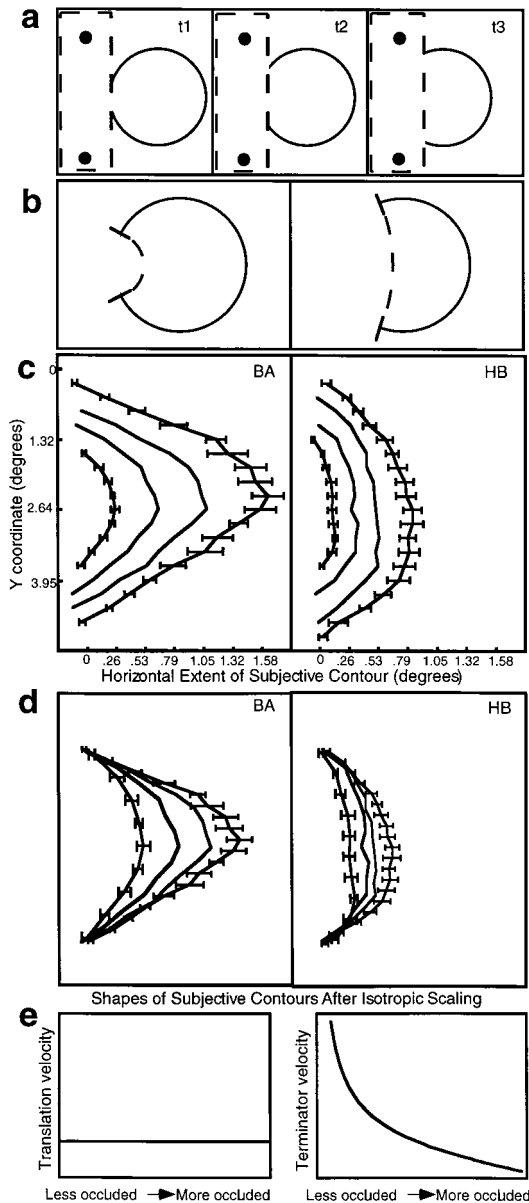 a
t1 t2 t3
b
c
BA HB
0
1.32
2.64
3.95
Y coordinate (degrees)
0 .26 .53 .79 1.05 1.32 1.58 0 .26 .53 .79 1.05 1.32 1.58
Horizontal Extent of Subjective Contour (degrees)
d
BA HB
Shapes of Subjective Contours After Isotropic Scaling
e
Translation velocity
Terminator velocity
Less occluded → More occluded Less occluded → More occluded